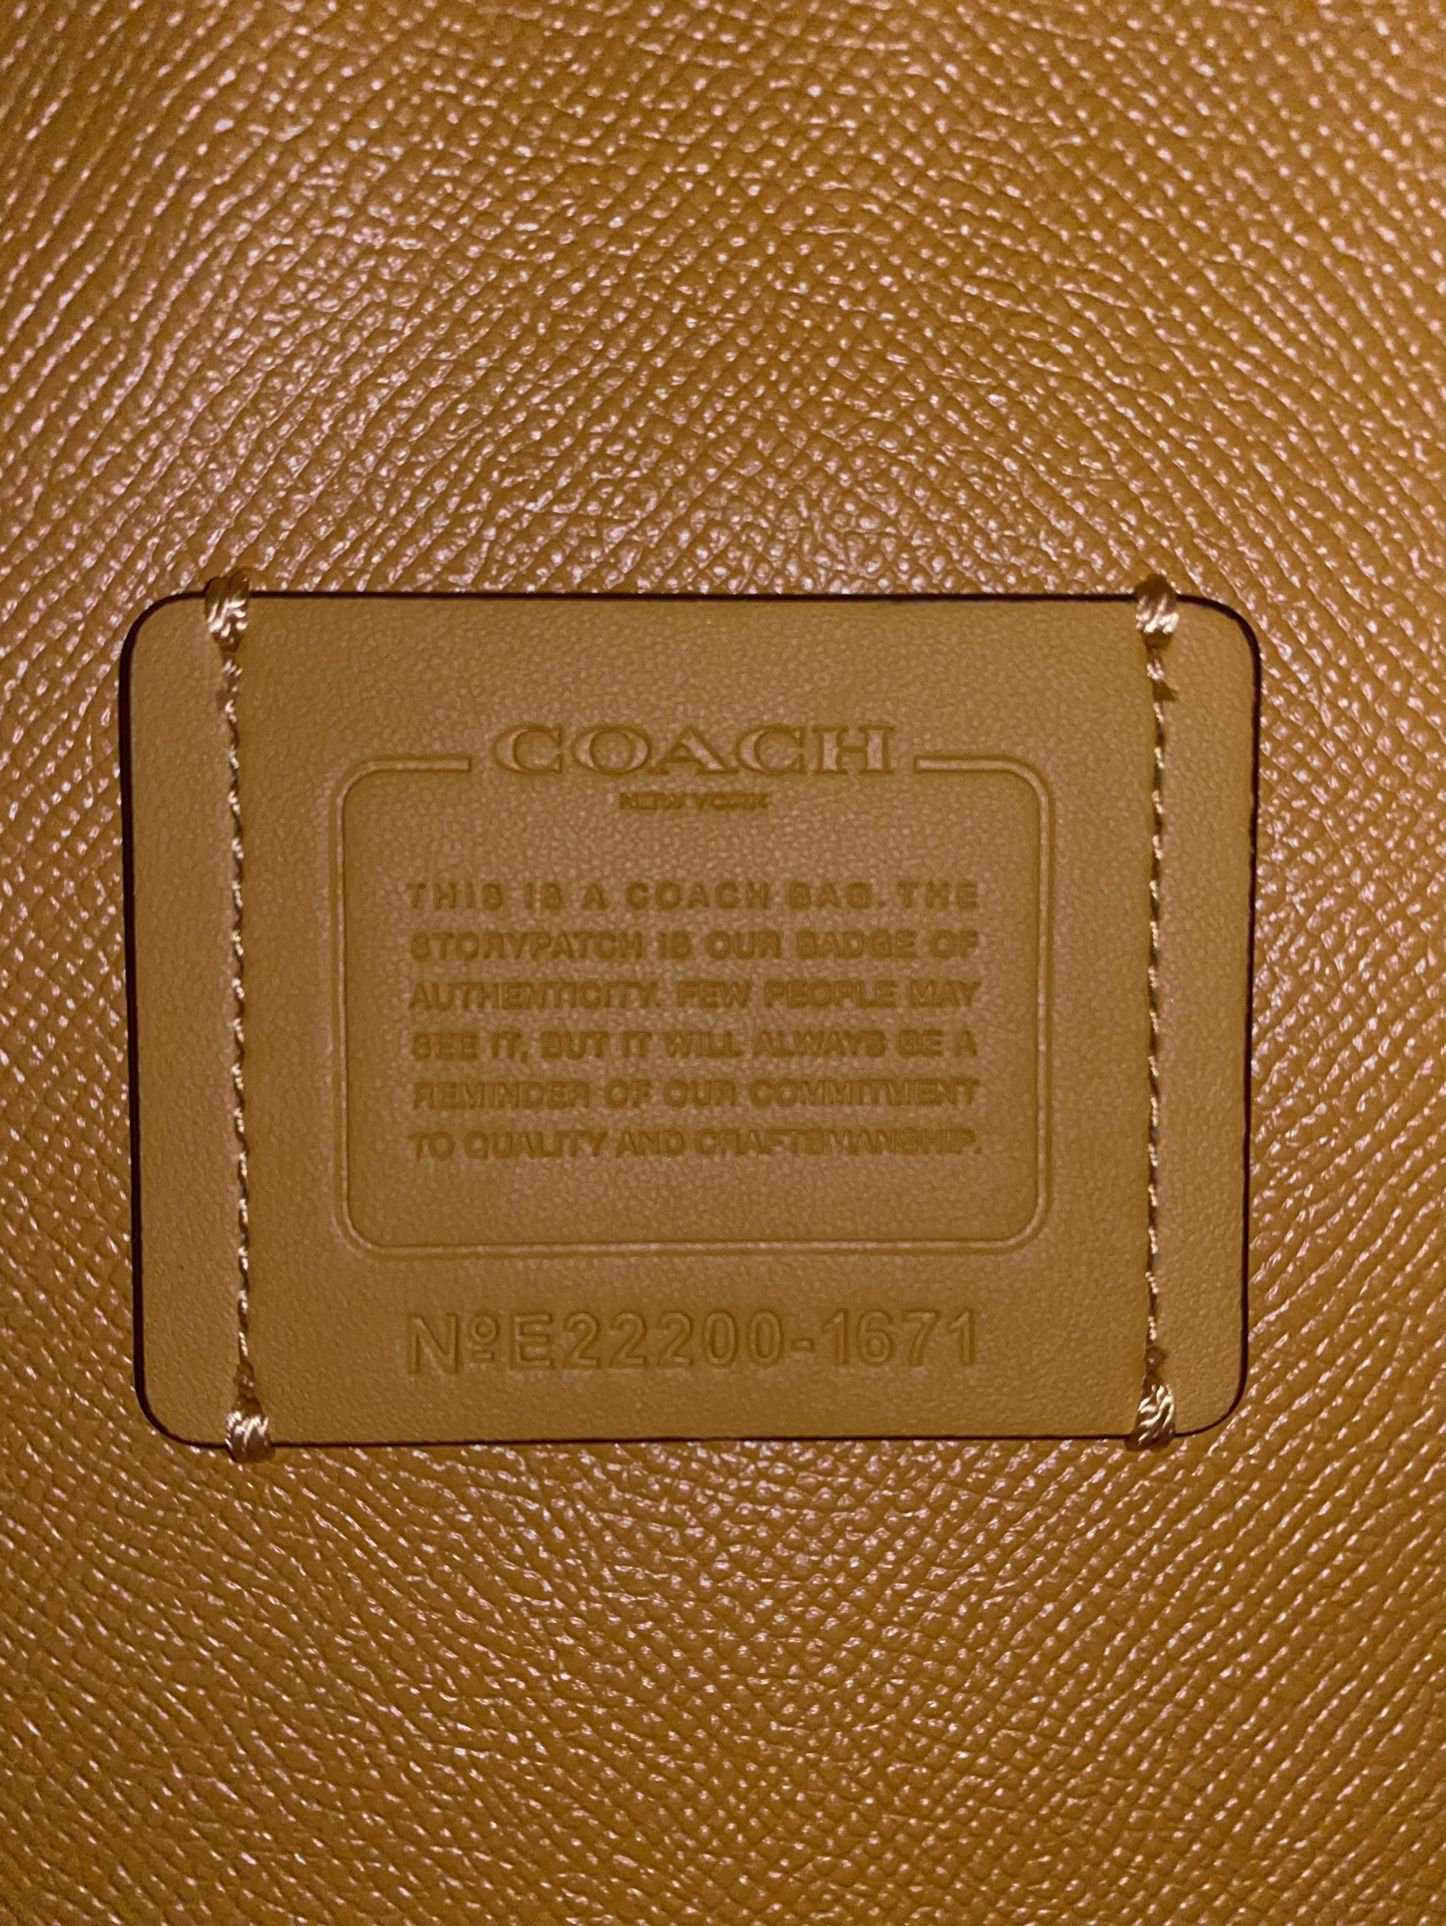 COACH
NEW YORK
THIS IS A COACH BAG. THE
STORYPATCH IS OUR BADGE OF
AUTHENTICITY. FEW PEOPLE MAY
SEE IT, BUT IT WILL ALWAYS BE A
REMINDER OF OUR COMMITMENT
TO QUALITY AND CRAFTSMANSHIP.
NºE22200-1671